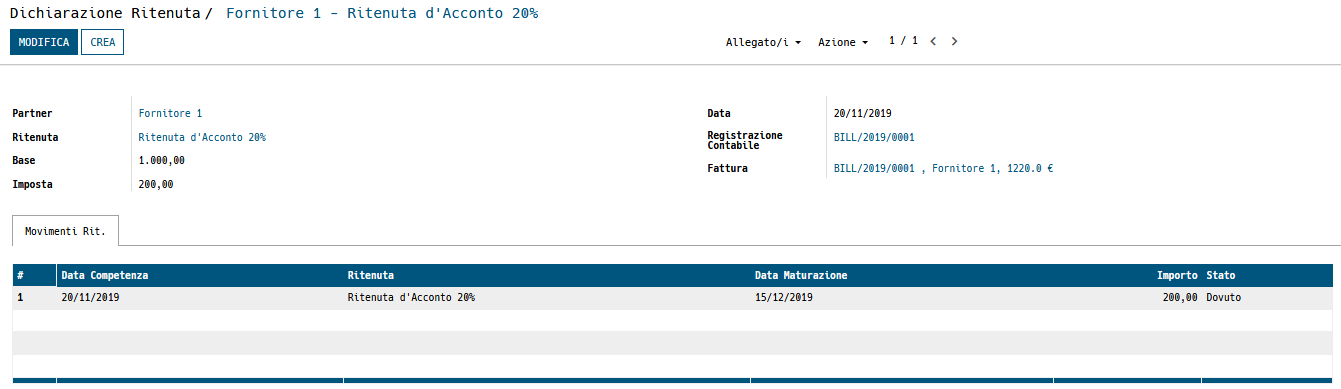 Dichiarazione Ritenuta / Fornitore 1 - Ritenuta d'Acconto 20%
MODIFICA CREA Allegato/i Azione 1 / 1
Partner Fornitore 1 Data 20/11/2019
Ritenuta Ritenuta d'Acconto 20% Registrazione Contabile BILL/2019/0001
Base 1.000,00 Fattura BILL/2019/0001 , Fornitore 1, 1220.0 €
Imposta 200,00
Movimenti Rit.
# Data Competenza Ritenuta Data Maturazione Importo Stato
1 20/11/2019 Ritenuta d'Acconto 20% 15/12/2019 200,00 Dovuto